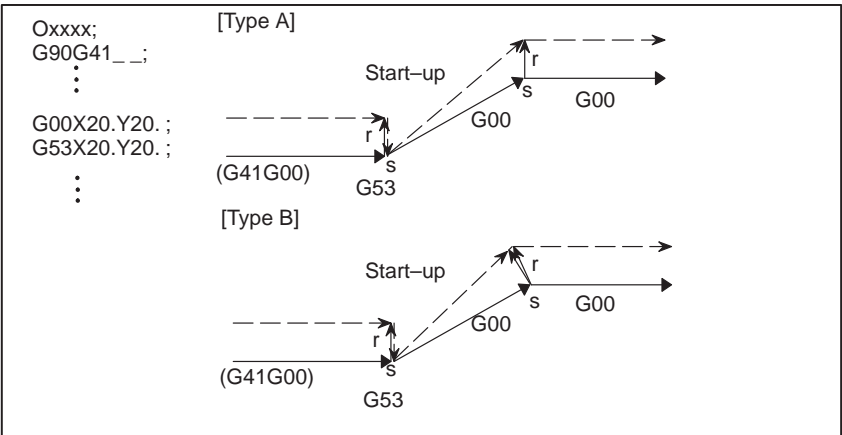 Oxxxx;
G90G41_ _;
G00X20.Y20. ;
G53X20.Y20. ;
[Type A]
Start–up
r
s
G00
G00
r
s
(G41G00)
G53
[Type B]
Start–up
r
s
G00
G00
r
s
(G41G00)
G53